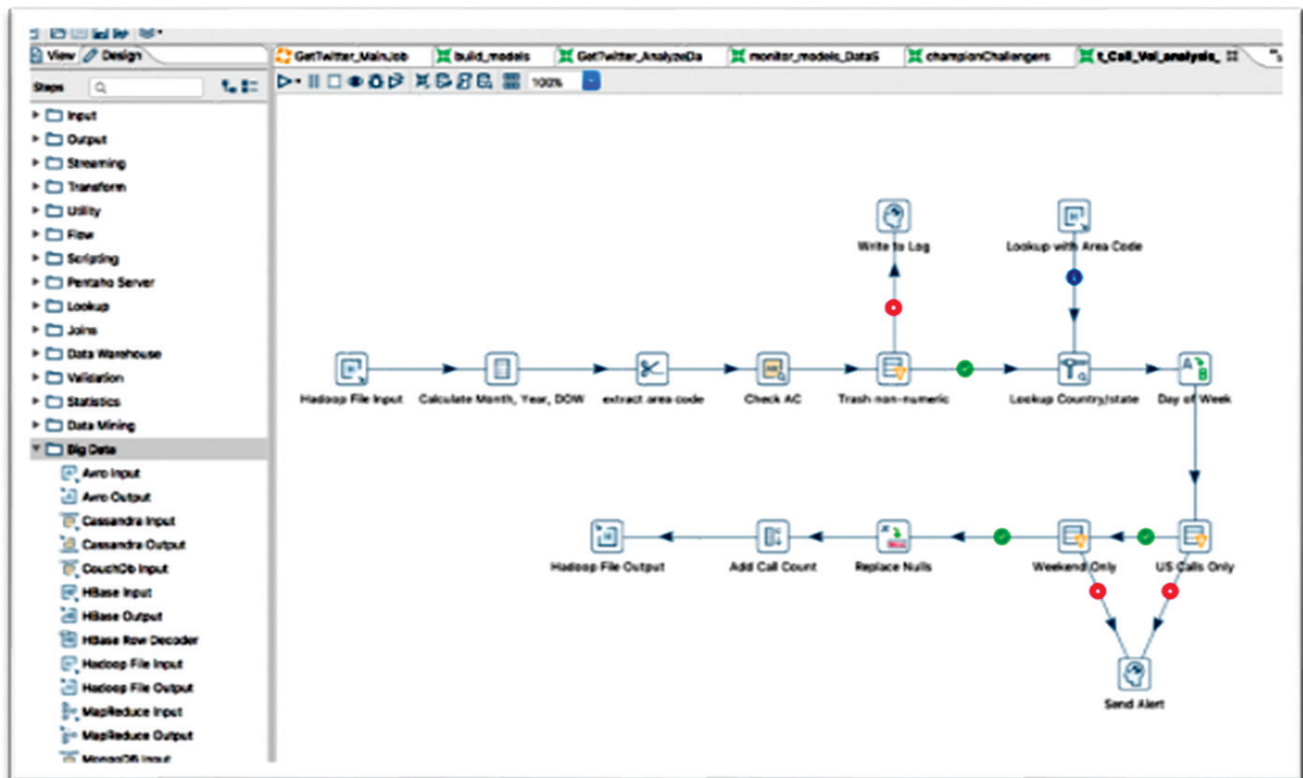 View Design
GetTwitter_MainJob build_models GetTwitter_AnalyzeDa monitor_models_DataS championChallengers t_Call_Vol_analysis_
Steps
100%
Input
Output
Streaming
Transform
Utility
Flow
Scripting
Pentaho Server
Lookup
Joins
Data Warehouse
Validation
Statistics
Data Mining
Big Data
Avro Input
Avro Output
Cassandra Input
Cassandra Output
CouchDb Input
HBase Input
HBase Output
HBase Row Decoder
Hadoop File Input
Hadoop File Output
MapReduce Input
MapReduce Output
MongoDB Input
Write to Log
Lookup with Area Code
Hadoop File Input
Calculate Month, Year, DOW
extract area code
Check AC
Trash non-numeric
Lookup Country/state
Day of Week
Hadoop File Output
Add Call Count
Replace Nulls
Weekend Only
US Calls Only
Send Alert